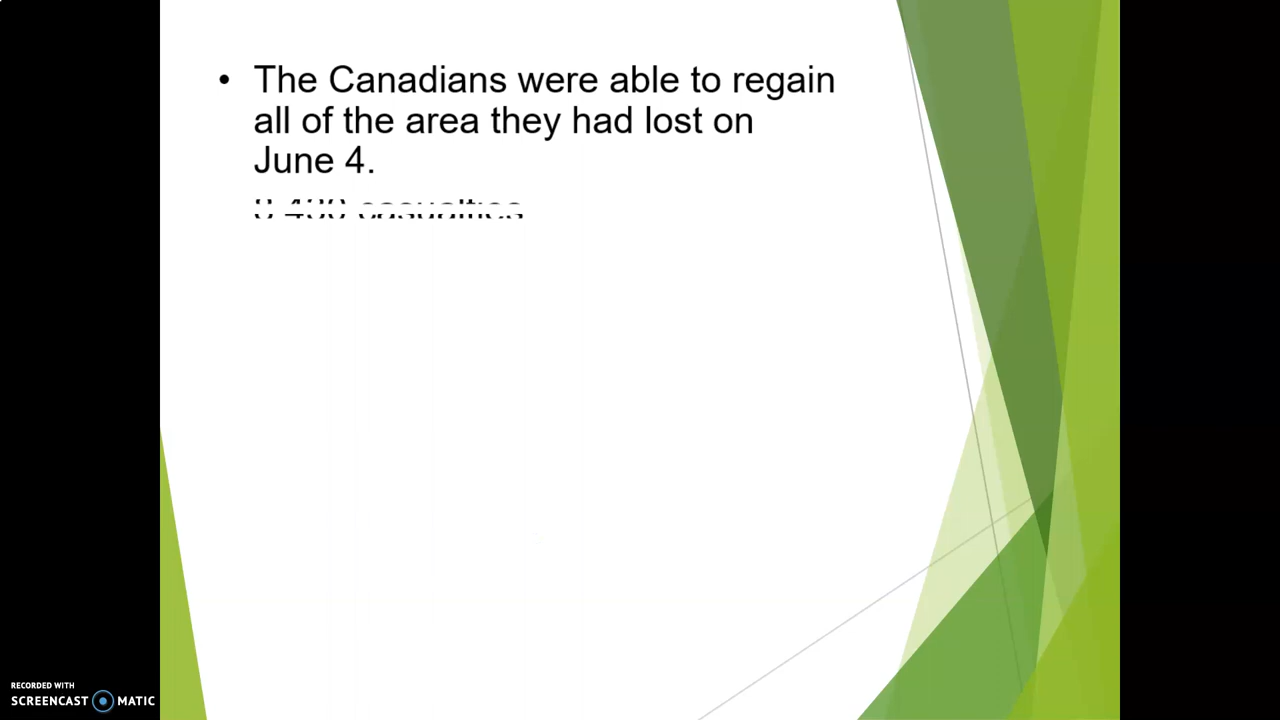 • The Canadians were able to regain
all of the area they had lost on
June 4.
casualties
RECORDED WITH
SCREENCAST MATIC